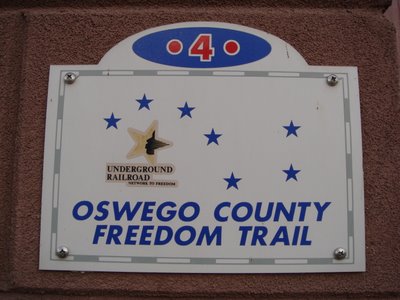 4
UNDERGROUND
RAILROAD
NETWORK TO FREEDOM
OSWEGO COUNTY
FREEDOM TRAIL